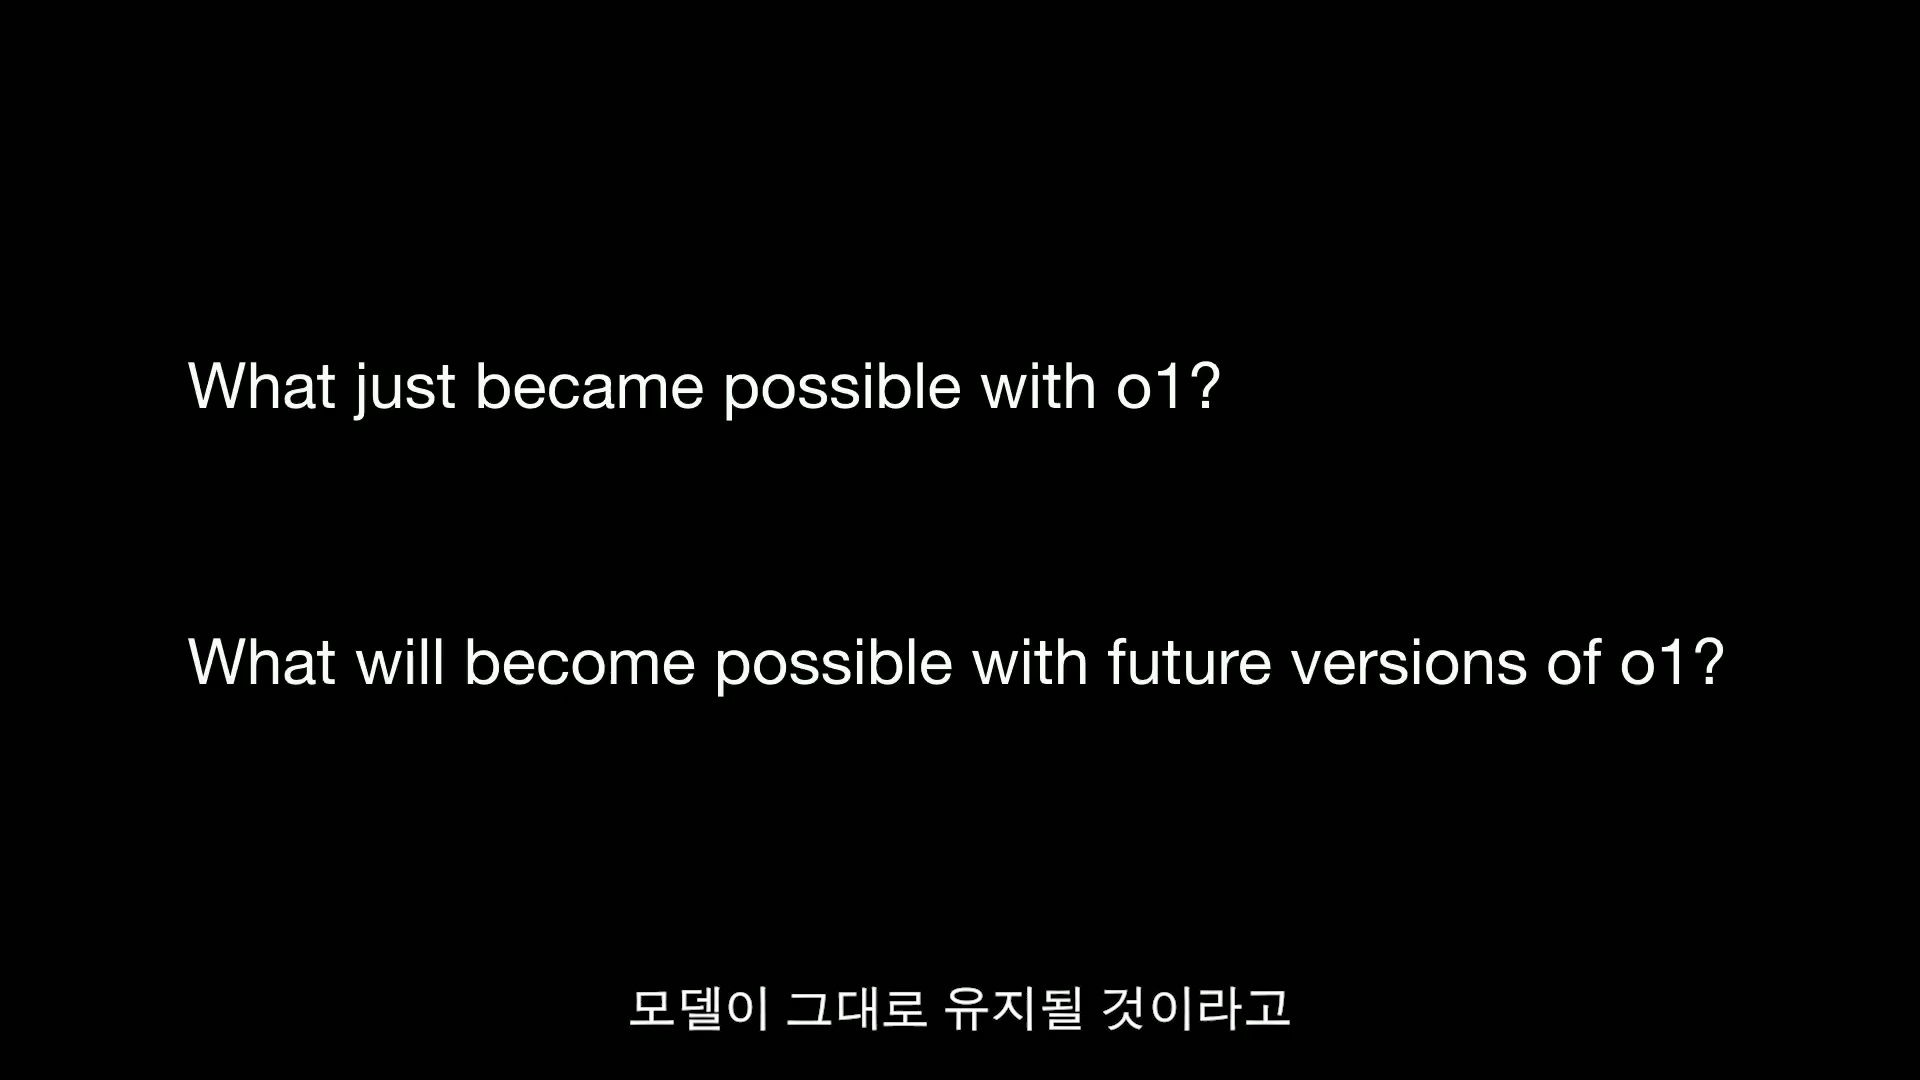 What just became possible with o1?
What will become possible with future versions of o1?
모델이 그대로 유지될 것이라고